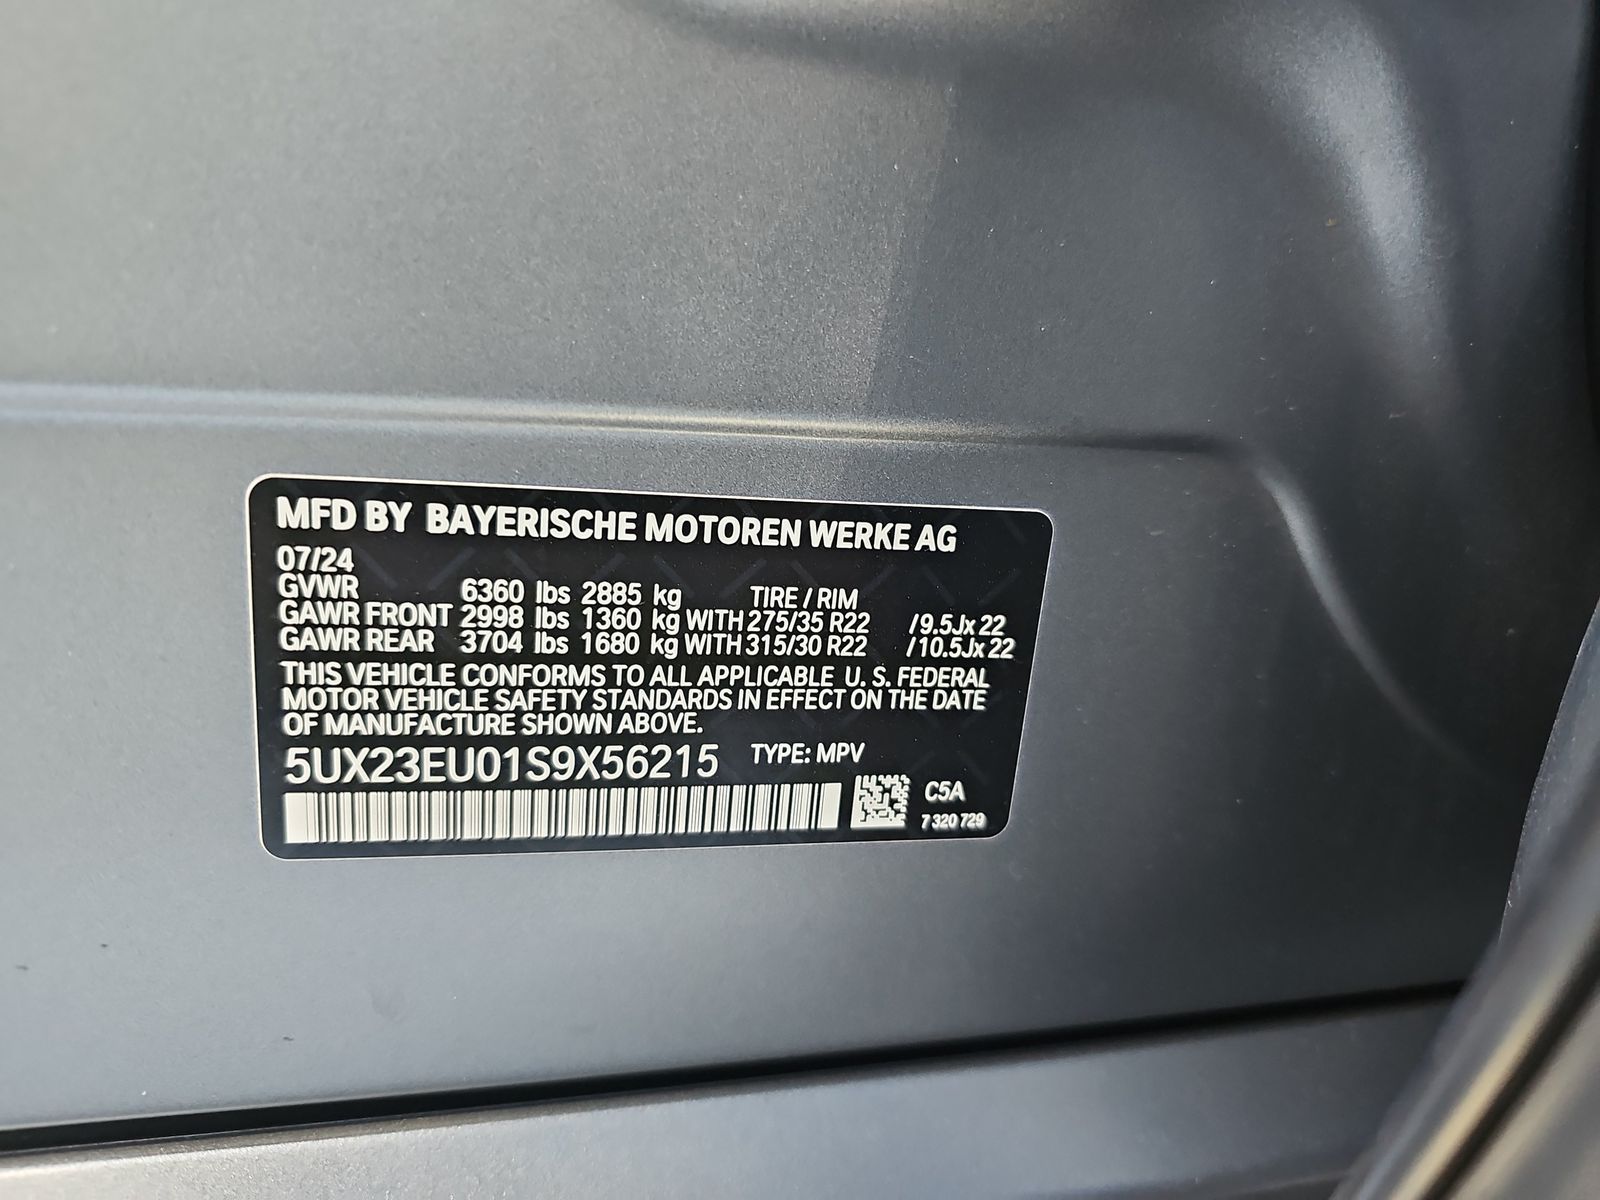 MFD BY BAYERISCHE MOTOREN WERKE AG
07/24
GVWR 6360 lbs 2885 kg TIRE / RIM
GAWR FRONT 2998 lbs 1360 kg WITH 275/35 R22 /9.5Jx22
GAWR REAR 3704 lbs 1680 kg WITH 315/30 R22 /10.5Jx22
THIS VEHICLE CONFORMS TO ALL APPLICABLE U. S. FEDERAL
MOTOR VEHICLE SAFETY STANDARDS IN EFFECT ON THE DATE
OF MANUFACTURE SHOWN ABOVE.
5UX23EU01S9X56215 TYPE: MPV
C5A
7 320 729